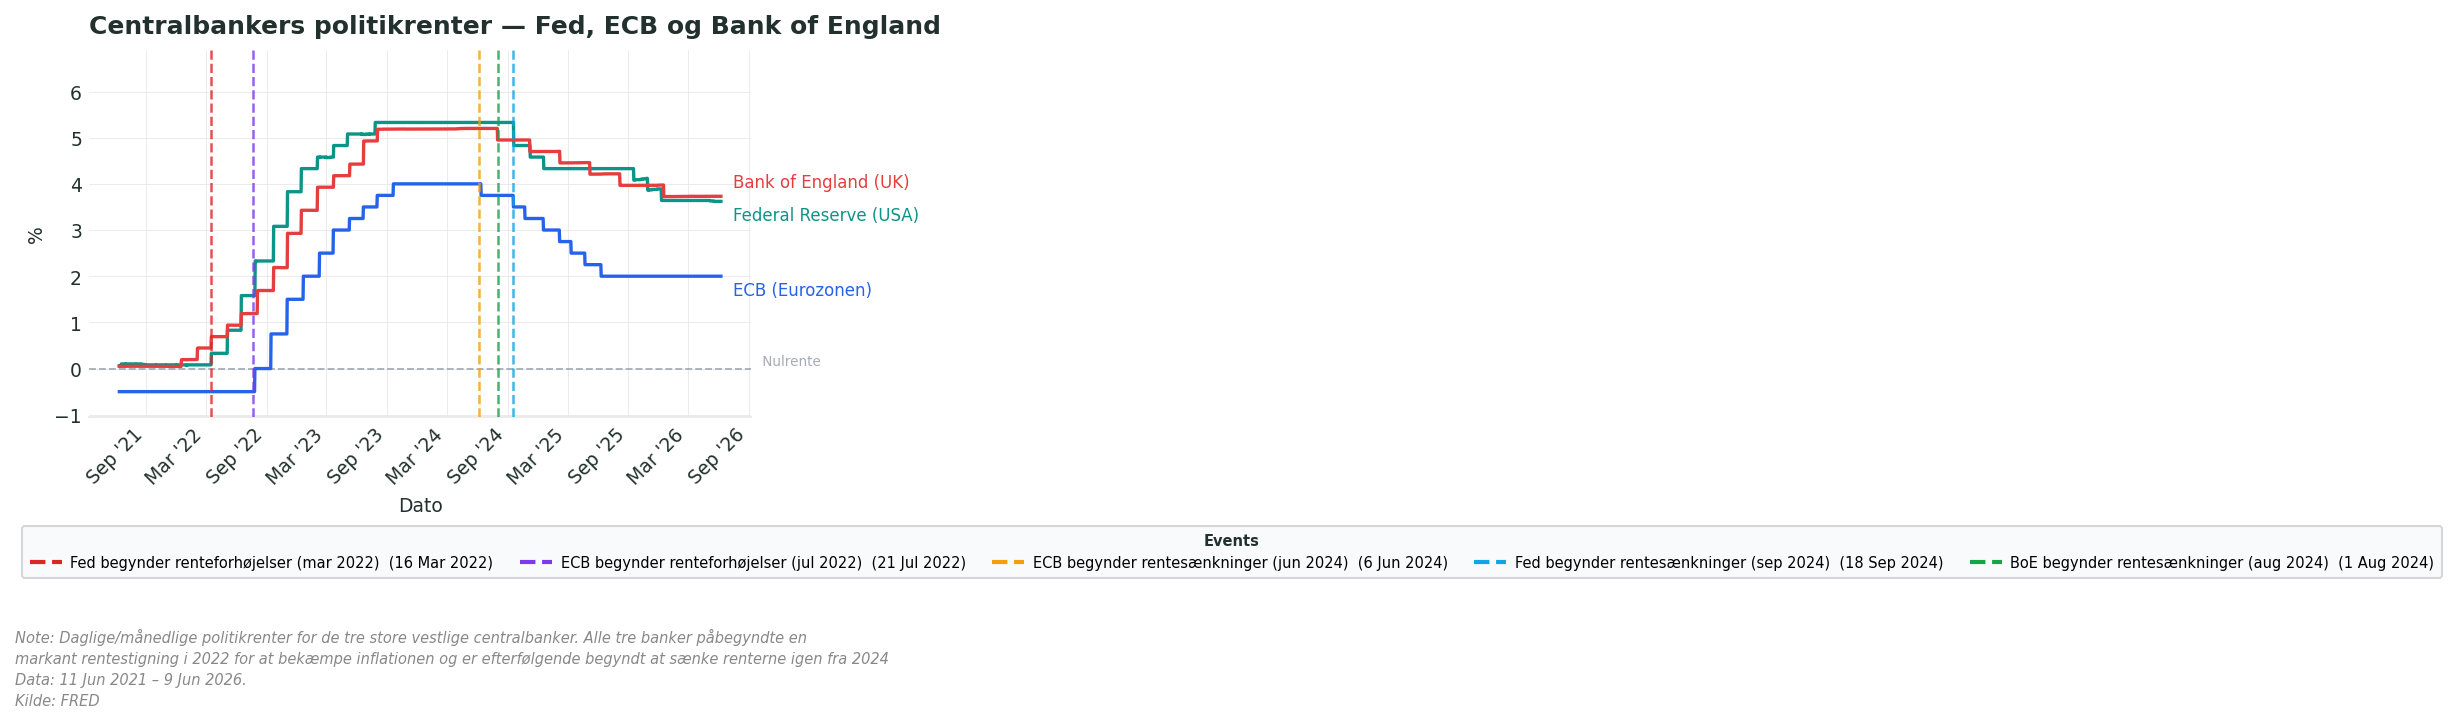 Centralbankers politikrenter — Fed, ECB og Bank of England
%
6
5
4
3
2
1
0
−1
Bank of England (UK)
Federal Reserve (USA)
ECB (Eurozonen)
Nulrente
Sep '21
Mar '22
Sep '22
Mar '23
Sep '23
Mar '24
Sep '24
Mar '25
Sep '25
Mar '26
Sep '26
Dato
Events
Fed begynder renteforhøjelser (mar 2022)  (16 Mar 2022)
ECB begynder renteforhøjelser (jul 2022)  (21 Jul 2022)
ECB begynder rentesænkninger (jun 2024)  (6 Jun 2024)
Fed begynder rentesænkninger (sep 2024)  (18 Sep 2024)
BoE begynder rentesænkninger (aug 2024)  (1 Aug 2024)
Note: Daglige/månedlige politikrenter for de tre store vestlige centralbanker. Alle tre banker påbegyndte en
markant rentestigning i 2022 for at bekæmpe inflationen og er efterfølgende begyndt at sænke renterne igen fra 2024
Data: 11 Jun 2021 – 9 Jun 2026.
Kilde: FRED